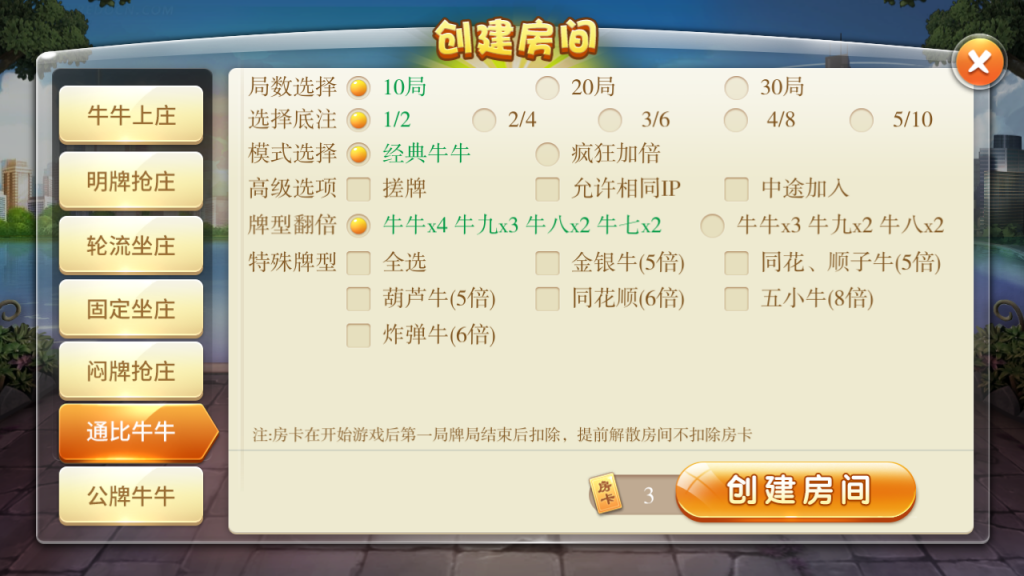 创建房间
牛牛上庄
明牌抢庄
轮流坐庄
固定坐庄
闷牌抢庄
通比牛牛
公牌牛牛
局数选择 10局 20局 30局
选择底注 1/2 2/4 3/6 4/8 5/10
模式选择 经典牛牛 疯狂加倍
高级选项 搓牌 允许相同IP 中途加入
牌型翻倍 牛牛x4 牛九x3 牛八x2 牛七x2 牛牛x3 牛九x2 牛八x2
特殊牌型 全选 金银牛(5倍) 同花、顺子牛(5倍)
葫芦牛(5倍) 同花顺(6倍) 五小牛(8倍)
炸弹牛(6倍)
注:房卡在开始游戏后第一局牌局结束后扣除，提前解散房间不扣除房卡
房卡 3 创建房间